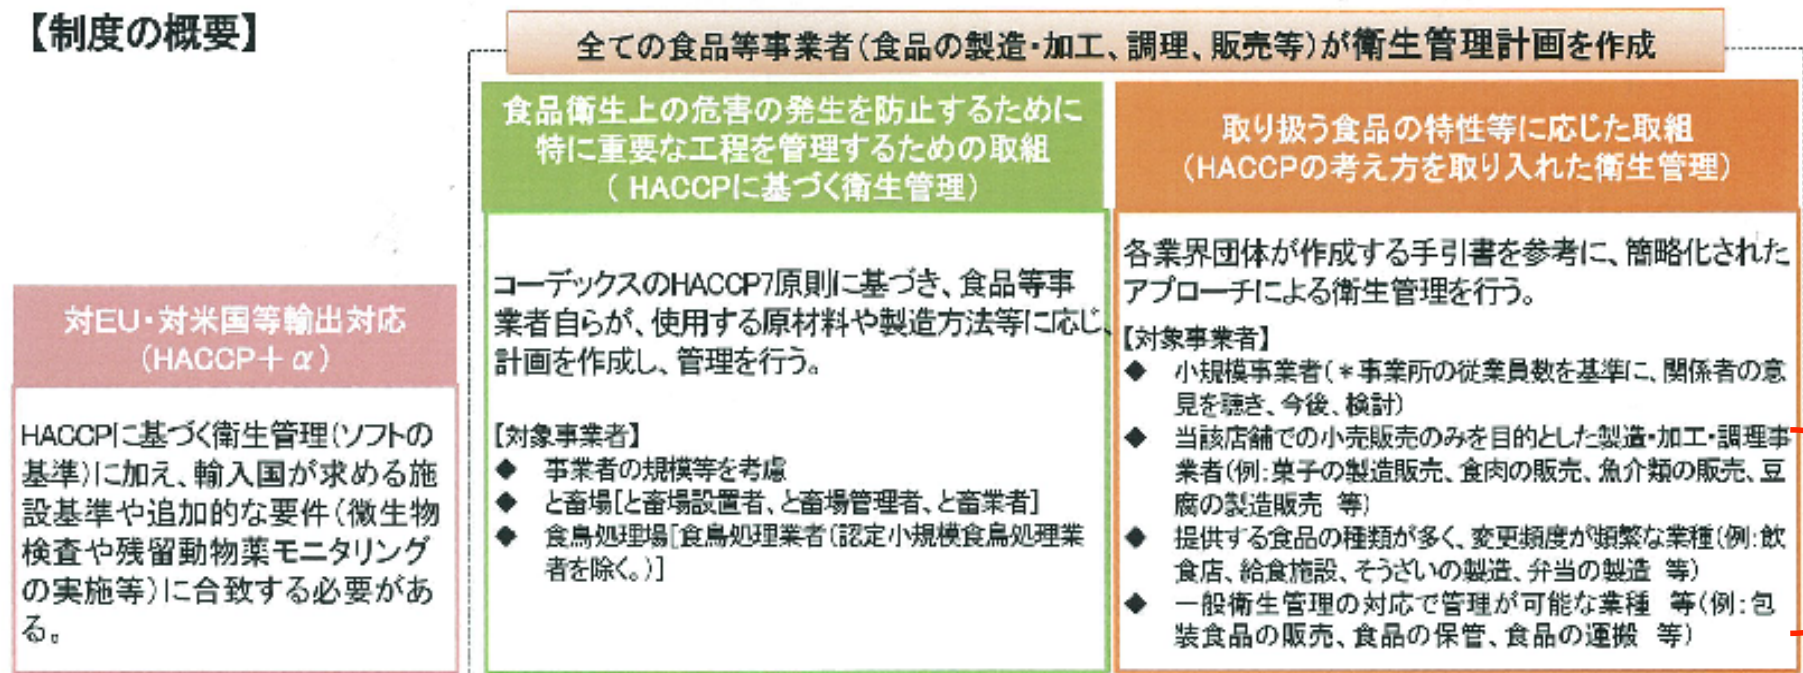 【制度の概要】
全ての食品等事業者(食品の製造・加工、調理、販売等)が衛生管理計画を作成
食品衛生上の危害の発生を防止するために
特に重要な工程を管理するための取組
( HACCPに基づく衛生管理)
コーデックスのHACCP7原則に基づき、食品等事
業者自らが、使用する原材料や製造方法等に応じ、
計画を作成し、管理を行う。
【対象事業者】
◆ 事業者の規模等を考慮
◆ と畜場[と畜場設置者、と畜場管理者、と畜業者]
◆ 食鳥処理場[食鳥処理業者(認定小規模食鳥処理業
者を除く。)]
取り扱う食品の特性等に応じた取組
(HACCPの考え方を取り入れた衛生管理)
各業界団体が作成する手引書を参考に、簡略化された
アプローチによる衛生管理を行う。
【対象事業者】
◆ 小規模事業者(*事業所の従業員数を基準に、関係者の意
見を聴き、今後、検討)
◆ 当該店舗での小売販売のみを目的とした製造・加工・調理事
業者(例:菓子の製造販売、食肉の販売、魚介類の販売、豆
腐の製造販売 等)
◆ 提供する食品の種類が多く、変更頻度が頻繁な業種(例:飲
食店、給食施設、そうざいの製造、弁当の製造 等)
◆ 一般衛生管理の対応で管理が可能な業種 等(例:包
装食品の販売、食品の保管、食品の運搬 等)
対EU・対米国等輸出対応
(HACCP+α)
HACCPに基づく衛生管理(ソフトの
基準)に加え、輸入国が求める施
設基準や追加的な要件(微生物
検査や残留動物薬モニタリング
の実施等)に合致する必要があ
る。